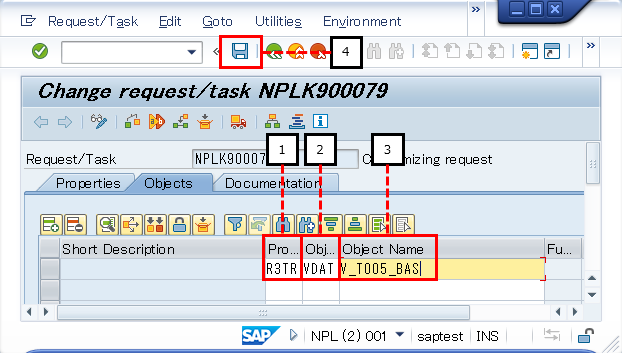 Request/Task Edit Goto Utilities Environment »
« » 4
Change request/task NPLK900079
1 2 3
Request/Task NPLK90007 Customizing request
Properties Objects Documentation
Short Description Pro... Obj... Object Name Fu...
R3TR VDAT V_T005_BAS
SAP NPL (2) 001 saptest INS